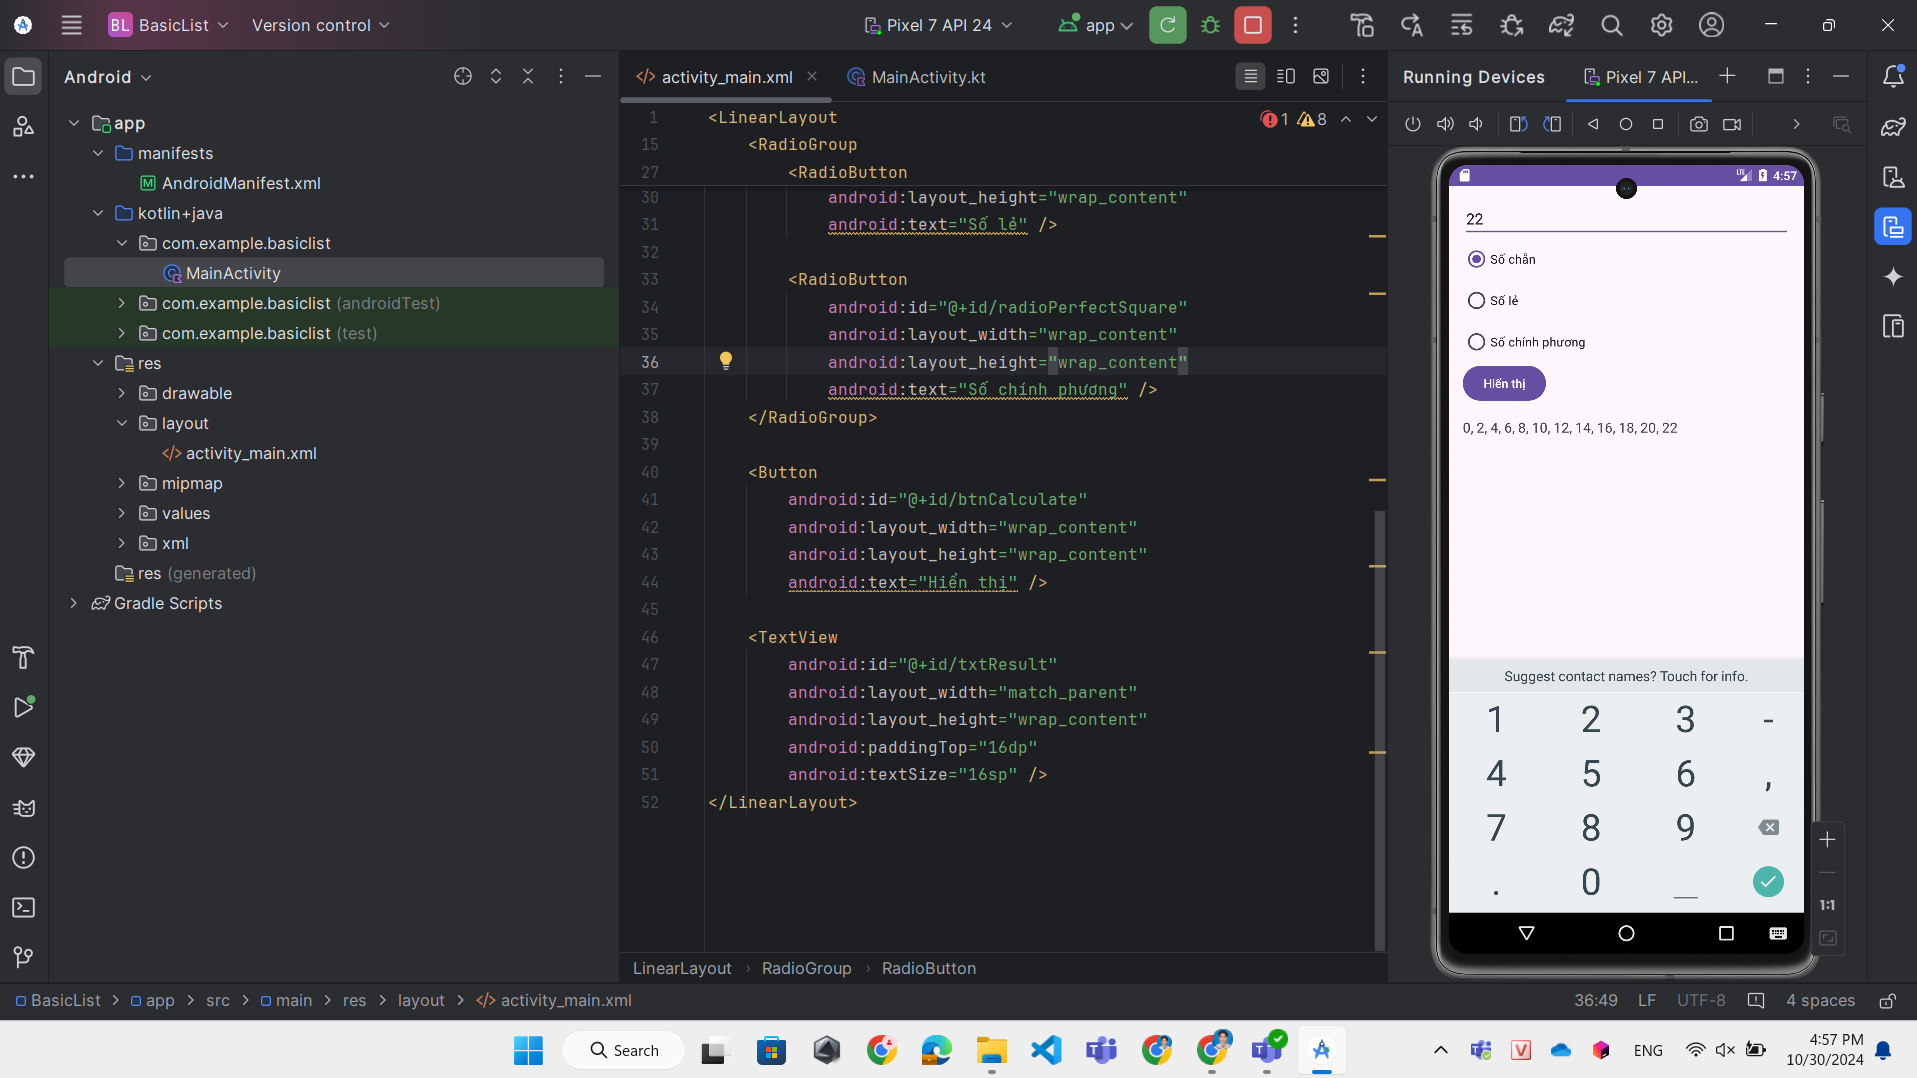 BL BasicList Version control Pixel 7 API 24 app
Android
app
manifests
AndroidManifest.xml
kotlin+java
com.example.basiclist
MainActivity
com.example.basiclist (androidTest)
com.example.basiclist (test)
res
drawable
layout
activity_main.xml
mipmap
values
xml
res (generated)
Gradle Scripts
activity_main.xml MainActivity.kt
1 8
1 <LinearLayout
15 <RadioGroup
27 <RadioButton
30 android:layout_height="wrap_content"
31 android:text="Số lẻ" />
32
33 <RadioButton
34 android:id="@+id/radioPerfectSquare"
35 android:layout_width="wrap_content"
36 android:layout_height="wrap_content"
37 android:text="Số chính phương" />
38 </RadioGroup>
39
40 <Button
41 android:id="@+id/btnCalculate"
42 android:layout_width="wrap_content"
43 android:layout_height="wrap_content"
44 android:text="Hiển thị" />
45
46 <TextView
47 android:id="@+id/txtResult"
48 android:layout_width="match_parent"
49 android:layout_height="wrap_content"
50 android:paddingTop="16dp"
51 android:textSize="16sp" />
52 </LinearLayout>
LinearLayout › RadioGroup › RadioButton
Running Devices Pixel 7 API...
LTE 4:57
22
Số chẵn
Số lẻ
Số chính phương
Hiển thị
0, 2, 4, 6, 8, 10, 12, 14, 16, 18, 20, 22
Suggest contact names? Touch for info.
1 2 3 -
4 5 6 ,
7 8 9
. 0 _
1:1
BasicList > app > src > main > res > layout > activity_main.xml
36:49 LF UTF-8 4 spaces
Search
ENG
4:57 PM
10/30/2024